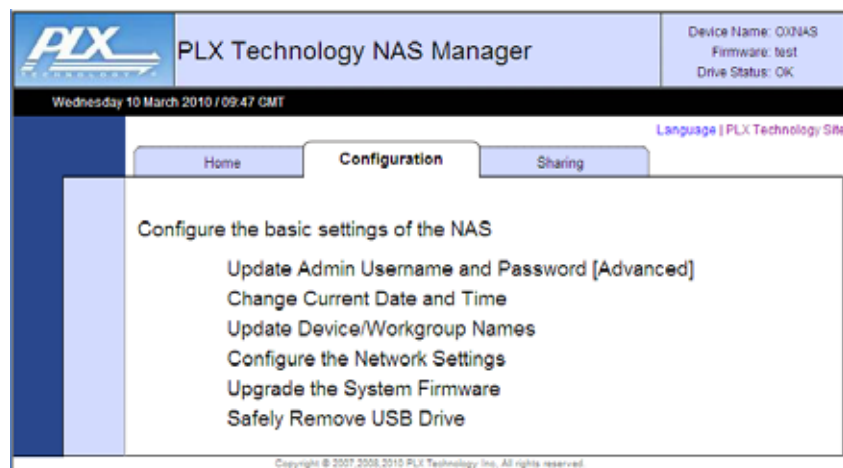 PLX
TECHNOLOGY
PLX Technology NAS Manager
Device Name: OXNAS
Firmware: test
Drive Status: OK
Wednesday 10 March 2010 / 09:47 GMT
Language | PLX Technology Site
Home
Configuration
Sharing
Configure the basic settings of the NAS
Update Admin Username and Password [Advanced]
Change Current Date and Time
Update Device/Workgroup Names
Configure the Network Settings
Upgrade the System Firmware
Safely Remove USB Drive
Copyright © 2007,2008,2010 PLX Technology Inc, All rights reserved.